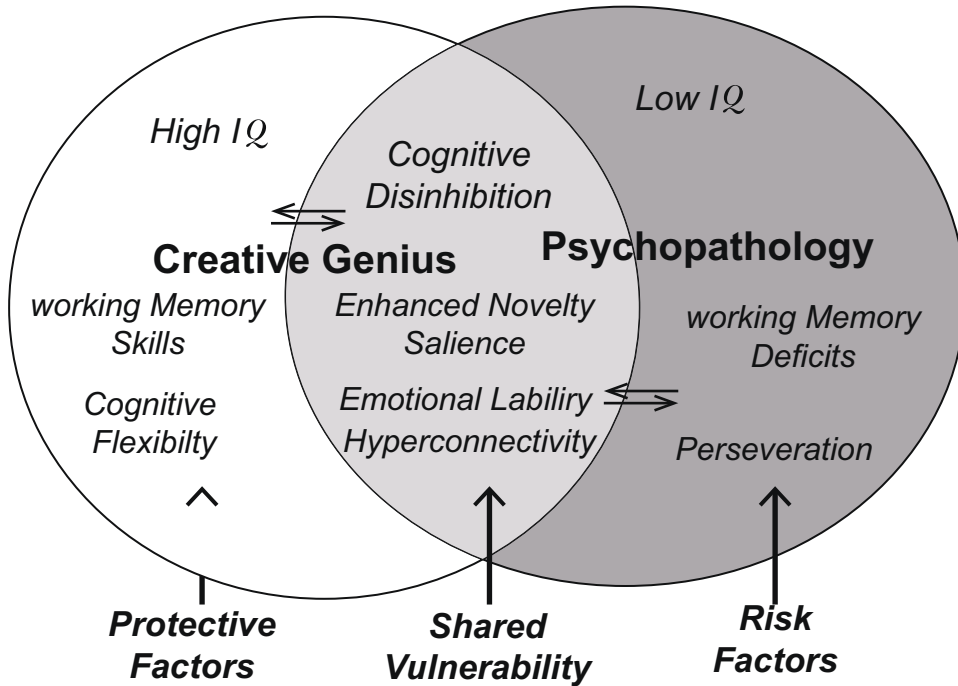 High IQ
Low IQ
Cognitive
Disinhibition
Creative Genius
Psychopathology
working Memory
Skills
Enhanced Novelty
Salience
working Memory
Deficits
Cognitive
Flexibilty
Emotional Labiliry
Hyperconnectivity
Perseveration
Protective
Factors
Shared
Vulnerability
Risk
Factors